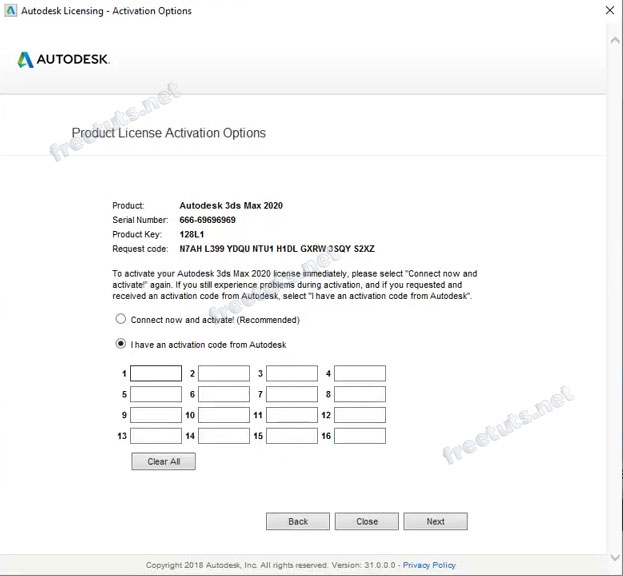 Autodesk Licensing - Activation Options
AUTODESK.
freetuts.net
Product License Activation Options
Product: Autodesk 3ds Max 2020
Serial Number: 666-69696969
Product Key: 128L1
Request code: N7AH L399 YDQU NTU1 H1DL GXRW 3SQY S2XZ
freetuts.net
To activate your Autodesk 3ds Max 2020 license immediately, please select "Connect now and
activate!" again. If you still experience problems during activation, and if you requested and
received an activation code from Autodesk, select "I have an activation code from Autodesk".
Connect now and activate! (Recommended)
I have an activation code from Autodesk
1 2 3 4
5 6 7 8
9 10 11 12
13 14 15 16
freetuts.net
Clear All
Back Close Next
Copyright 2018 Autodesk, Inc. All rights reserved. Version: 31.0.0.0 - Privacy Policy